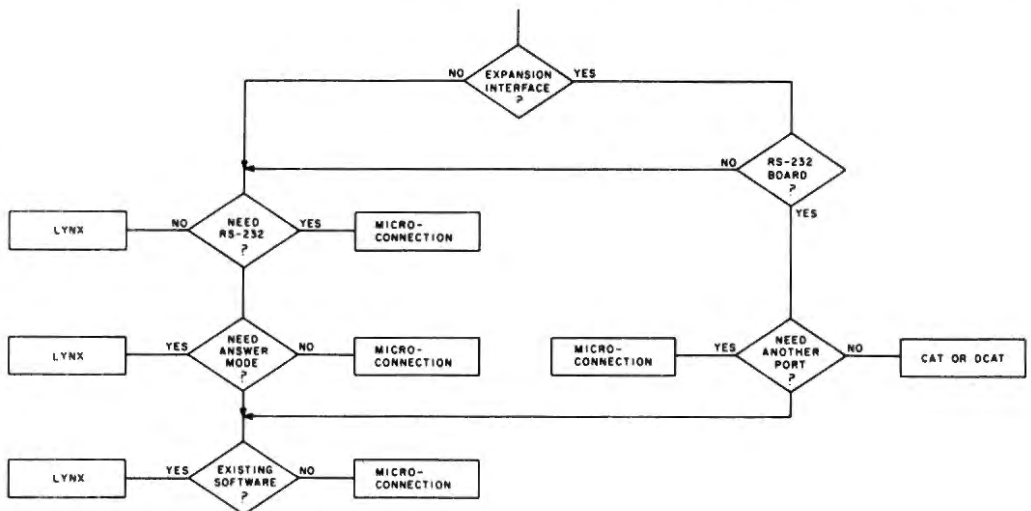 NO
EXPANSION
INTERFACE
?
YES
NO
RS-232
BOARD
?
YES
LYNX
NO
NEED
RS-232
?
YES
MICRO-
CONNECTION
LYNX
YES
NEED
ANSWER
MODE
?
NO
MICRO-
CONNECTION
MICRO-
CONNECTION
YES
NEED
ANOTHER
PORT
?
NO
CAT OR DCAT
LYNX
YES
EXISTING
SOFTWARE
?
NO
MICRO-
CONNECTION